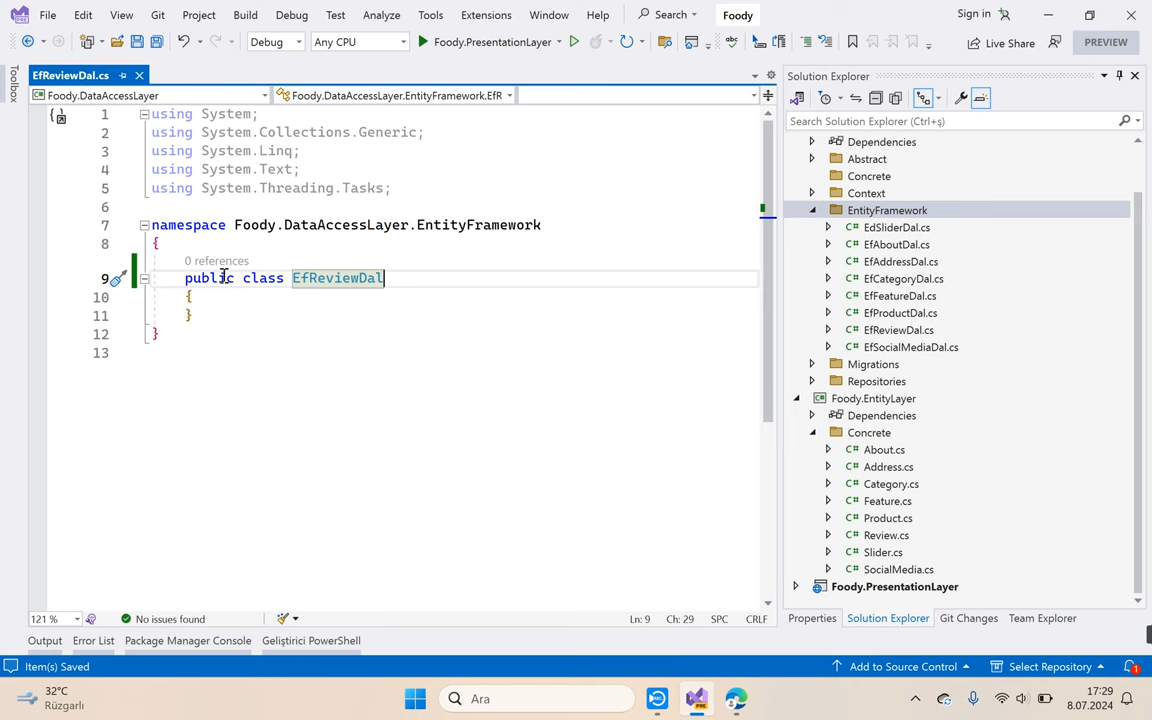 File Edit View Git Project Build Debug Test Analyze Tools Extensions Window Help Search Foody Sign in
Debug Any CPU Foody.PresentationLayer Live Share PREVIEW
Toolbox
EfReviewDal.cs
Foody.DataAccessLayer Foody.DataAccessLayer.EntityFramework.EfR
1 using System;
2 using System.Collections.Generic;
3 using System.Linq;
4 using System.Text;
5 using System.Threading.Tasks;
6
7 namespace Foody.DataAccessLayer.EntityFramework
8 {
0 references
9 public class EfReviewDal
10 {
11 }
12 }
13
121 % No issues found Ln: 9 Ch: 29 SPC CRLF
Output Error List Package Manager Console Geliştirici PowerShell
Solution Explorer
Search Solution Explorer (Ctrl+ş)
Dependencies
Abstract
Concrete
Context
EntityFramework
C# EdSliderDal.cs
C# EfAboutDal.cs
C# EfAddressDal.cs
C# EfCategoryDal.cs
C# EfFeatureDal.cs
C# EfProductDal.cs
C# EfReviewDal.cs
C# EfSocialMediaDal.cs
Migrations
Repositories
C# Foody.EntityLayer
Dependencies
Concrete
C# About.cs
C# Address.cs
C# Category.cs
C# Feature.cs
C# Product.cs
C# Review.cs
C# Slider.cs
C# SocialMedia.cs
Foody.PresentationLayer
Properties Solution Explorer Git Changes Team Explorer
Item(s) Saved Add to Source Control Select Repository 1
32°C
Rüzgarlı
Ara
17:29
8.07.2024